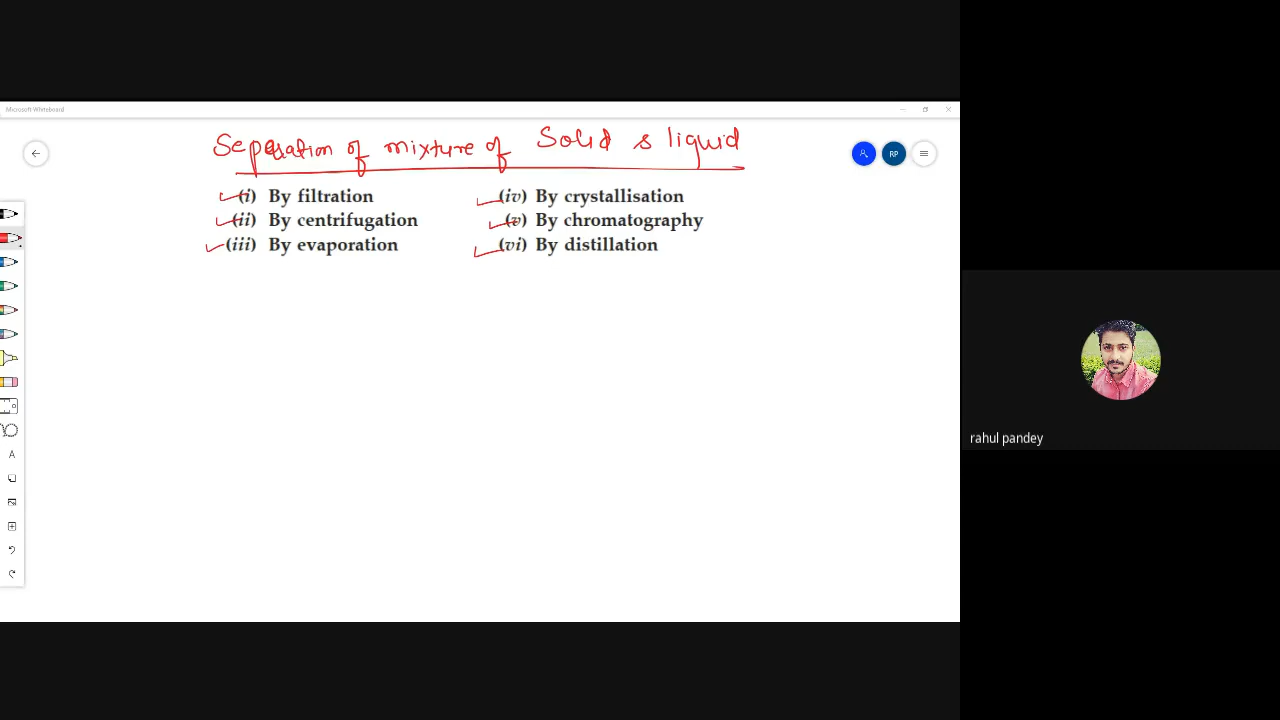 Microsoft Whiteboard
Separation of mixture of Solid & liquid
RP
(i) By filtration
(iv) By crystallisation
(ii) By centrifugation
(v) By chromatography
(iii) By evaporation
(vi) By distillation
A
rahul pandey